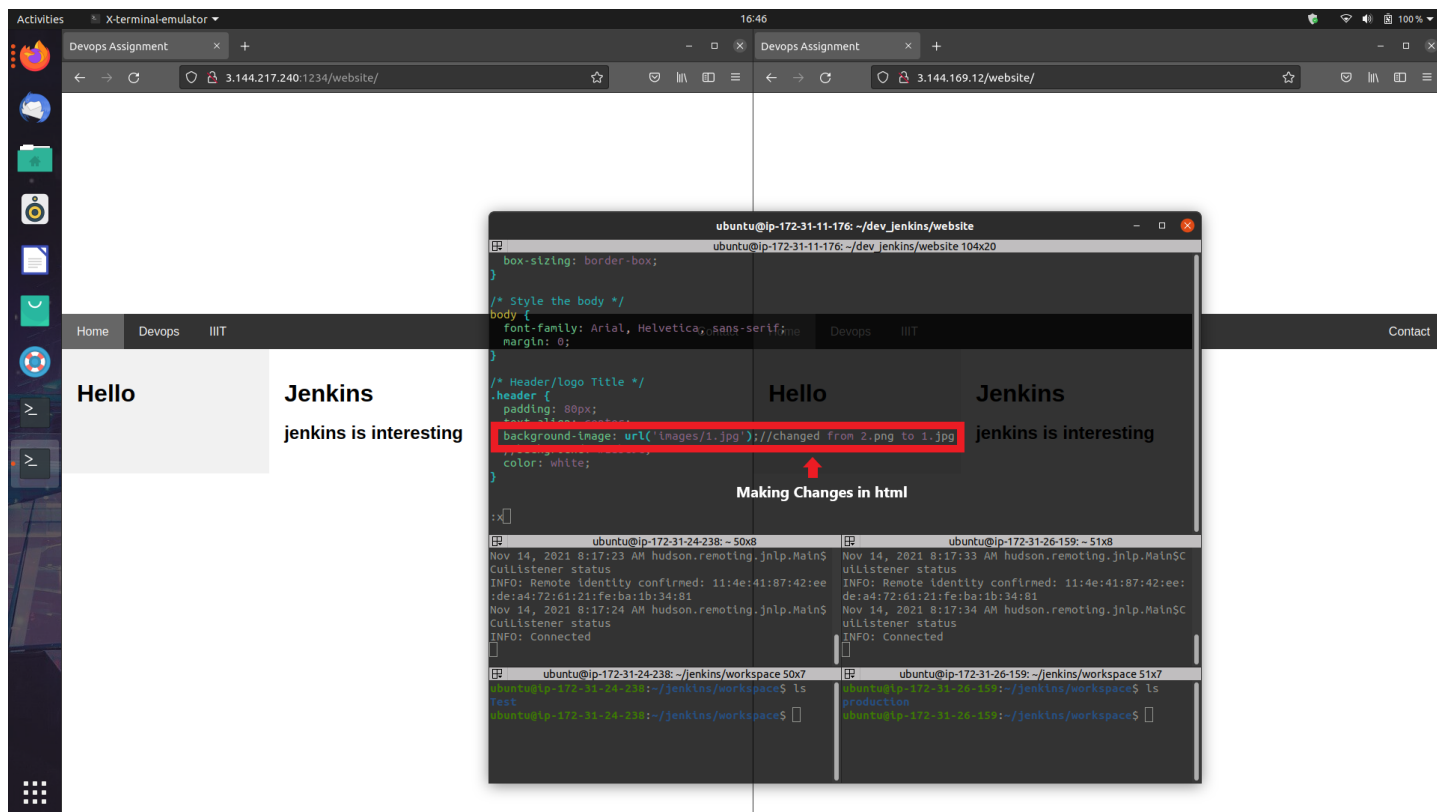 Activities X-terminal-emulator 16:46 100 %
Devops Assignment
3.144.217.240:1234/website/
Devops Assignment
3.144.169.12/website/
Home Devops IIIT
Hello
Jenkins
jenkins is interesting
Home Devops IIIT Contact
Hello
Jenkins
jenkins is interesting
ubuntu@ip-172-31-11-176: ~/dev_jenkins/website
ubuntu@ip-172-31-11-176: ~/dev_jenkins/website 104x20
box-sizing: border-box;
}
/* Style the body */
body {
font-family: Arial, Helvetica, sans-serif;
margin: 0;
}
/* Header/logo Title */
.header {
padding: 80px;
background-image: url('images/1.jpg');//changed from 2.png to 1.jpg
color: white;
}
Making Changes in html
:x
ubuntu@ip-172-31-24-238: ~ 50x8
Nov 14, 2021 8:17:23 AM hudson.remoting.jnlp.Main$
CuiListener status
INFO: Remote identity confirmed: 11:4e:41:87:42:ee
:de:a4:72:61:21:fe:ba:1b:34:81
Nov 14, 2021 8:17:24 AM hudson.remoting.jnlp.Main$
CuiListener status
INFO: Connected
ubuntu@ip-172-31-26-159: ~ 51x8
Nov 14, 2021 8:17:33 AM hudson.remoting.jnlp.Main$C
uiListener status
INFO: Remote identity confirmed: 11:4e:41:87:42:ee:
de:a4:72:61:21:fe:ba:1b:34:81
Nov 14, 2021 8:17:34 AM hudson.remoting.jnlp.Main$C
uiListener status
INFO: Connected
ubuntu@ip-172-31-24-238: ~/jenkins/workspace 50x7
ubuntu@ip-172-31-24-238:~/jenkins/workspace$ ls
Test
ubuntu@ip-172-31-24-238:~/jenkins/workspace$
ubuntu@ip-172-31-26-159: ~/jenkins/workspace 51x7
ubuntu@ip-172-31-26-159:~/jenkins/workspace$ ls
production
ubuntu@ip-172-31-26-159:~/jenkins/workspace$